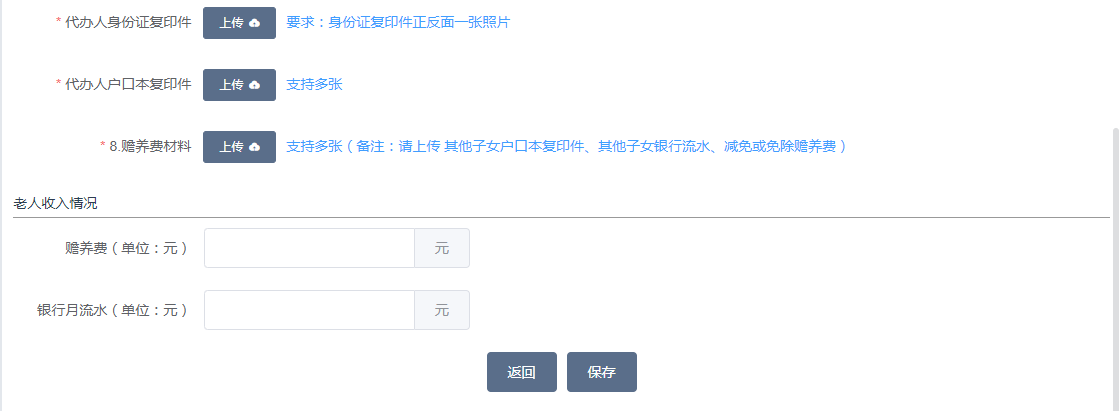 * 代办人身份证复印件 上传 要求：身份证复印件正反面一张照片
* 代办人户口本复印件 上传 支持多张
* 8.赡养费材料 上传 支持多张（备注：请上传 其他子女户口本复印件、其他子女银行流水、减免或免除赡养费）
老人收入情况
赡养费（单位：元） 元
银行月流水（单位：元） 元
返回 保存